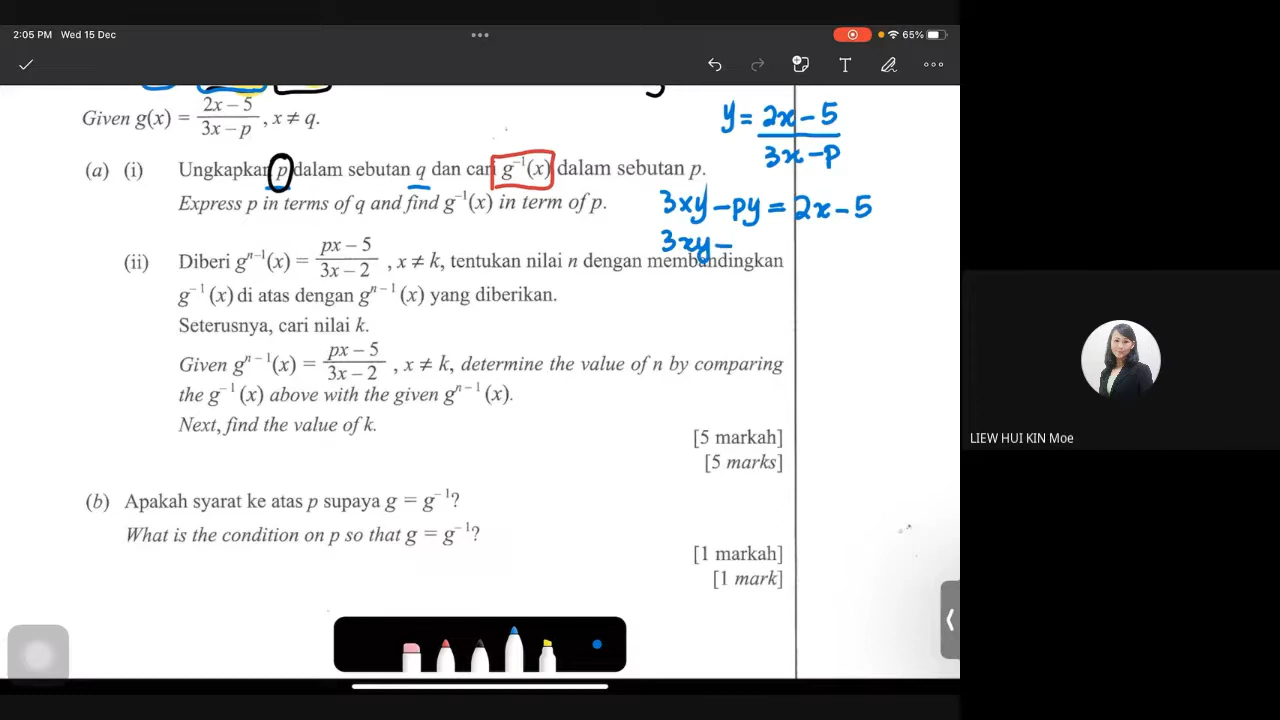 2:05 PM Wed 15 Dec
65%
T
Given g(x) = \frac{2x – 5}{3x – p}, x ≠ q.
y = \frac{2x – 5}{3x – p}
(a) (i) Ungkapkan p dalam sebutan q dan cari g⁻¹(x) dalam sebutan p.
Express p in terms of q and find g⁻¹(x) in term of p.
3xy – py = 2x – 5
3xy –
(ii) Diberi gⁿ⁻¹(x) = \frac{px – 5}{3x – 2}, x ≠ k, tentukan nilai n dengan membandingkan
g⁻¹(x) di atas dengan gⁿ⁻¹(x) yang diberikan.
Seterusnya, cari nilai k.
Given gⁿ⁻¹(x) = \frac{px – 5}{3x – 2}, x ≠ k, determine the value of n by comparing
the g⁻¹(x) above with the given gⁿ⁻¹(x).
Next, find the value of k.
[5 markah]
[5 marks]
(b) Apakah syarat ke atas p supaya g = g⁻¹?
What is the condition on p so that g = g⁻¹?
[1 markah]
[1 mark]
LIEW HUI KIN Moe